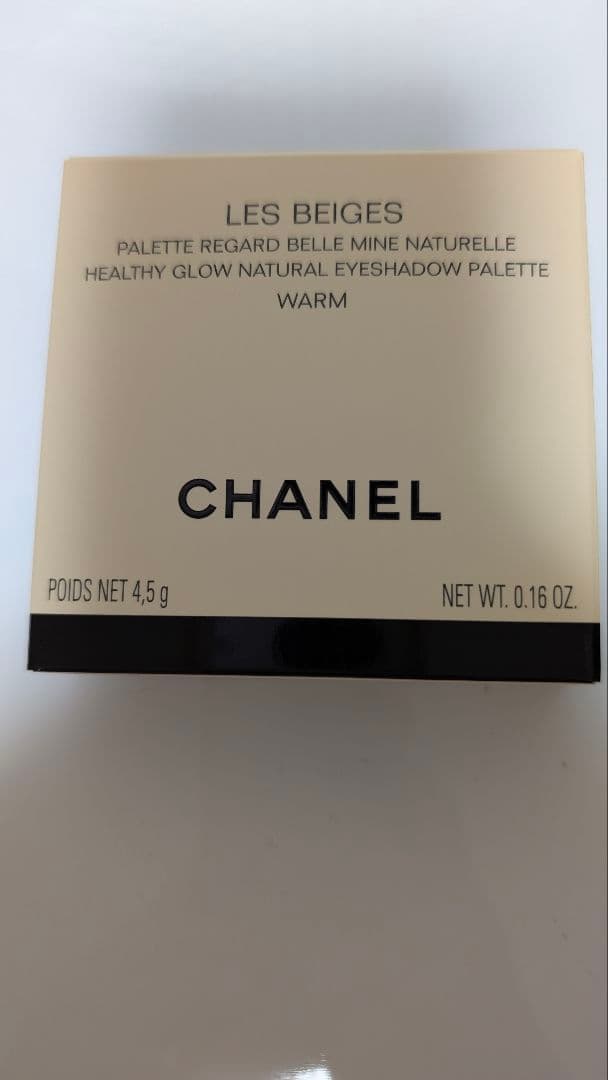 LES BEIGES
PALETTE REGARD BELLE MINE NATURELLE
HEALTHY GLOW NATURAL EYESHADOW PALETTE
WARM
CHANEL
POIDS NET 4,5 g
NET WT. 0.16 OZ.